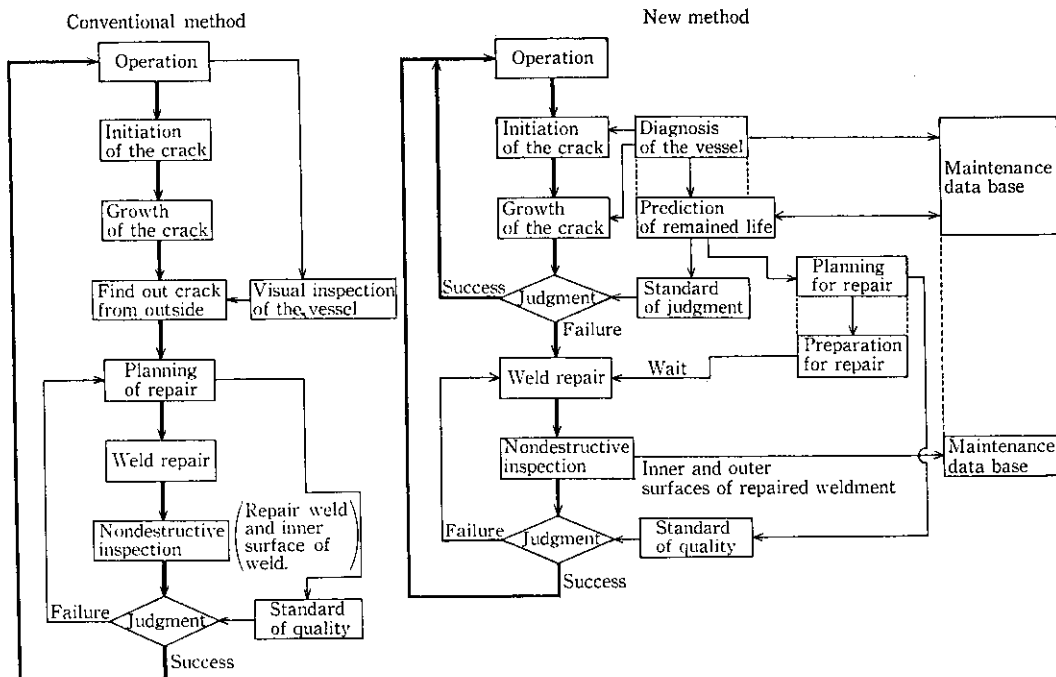 Conventional method
Operation
Initiation
of the crack
Growth
of the crack
Find out crack
from outside
Visual inspection
of the vessel
Planning
of repair
Weld repair
Nondestructive
inspection
(Repair weld
and inner
surface of
weld.)
Failure
Judgment
Standard
of quality
Success
New method
Operation
Initiation
of the crack
Diagnosis
of the vessel
Maintenance
data base
Growth
of the crack
Prediction
of remained life
Success
Judgment
Standard
of judgment
Planning
for repair
Failure
Preparation
for repair
Weld repair
Wait
Nondestructive
inspection
Inner and outer
surfaces of repaired weldment
Maintenance
data base
Failure
Judgment
Standard
of quality
Success